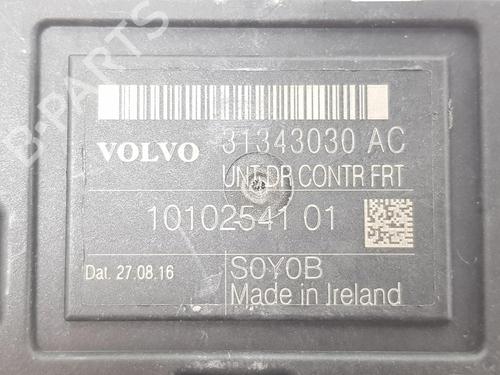 VOLVO 31343030 AC
UNT DR CONTR FRT
10102541 01
Dat. 27.08.16 S0Y0B
Made in Ireland
B-PARTS